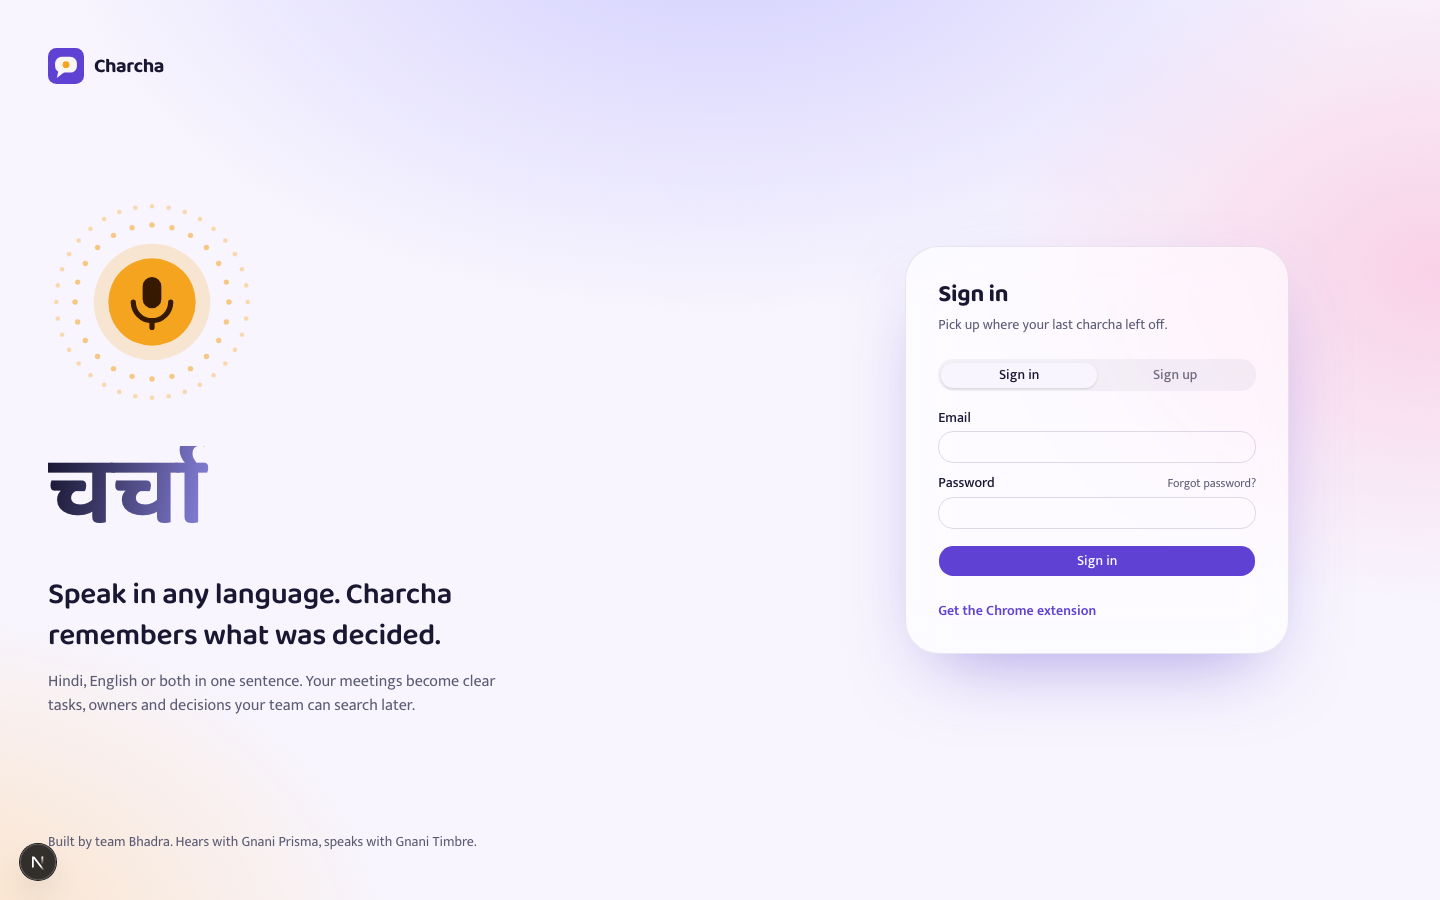 Charcha
चर्चा
Speak in any language. Charcha
remembers what was decided.
Hindi, English or both in one sentence. Your meetings become clear
tasks, owners and decisions your team can search later.
Built by team Bhadra. Hears with Gnani Prisma, speaks with Gnani Timbre.
N
Sign in
Pick up where your last charcha left off.
Sign in
Sign up
Email
Password
Forgot password?
Sign in
Get the Chrome extension